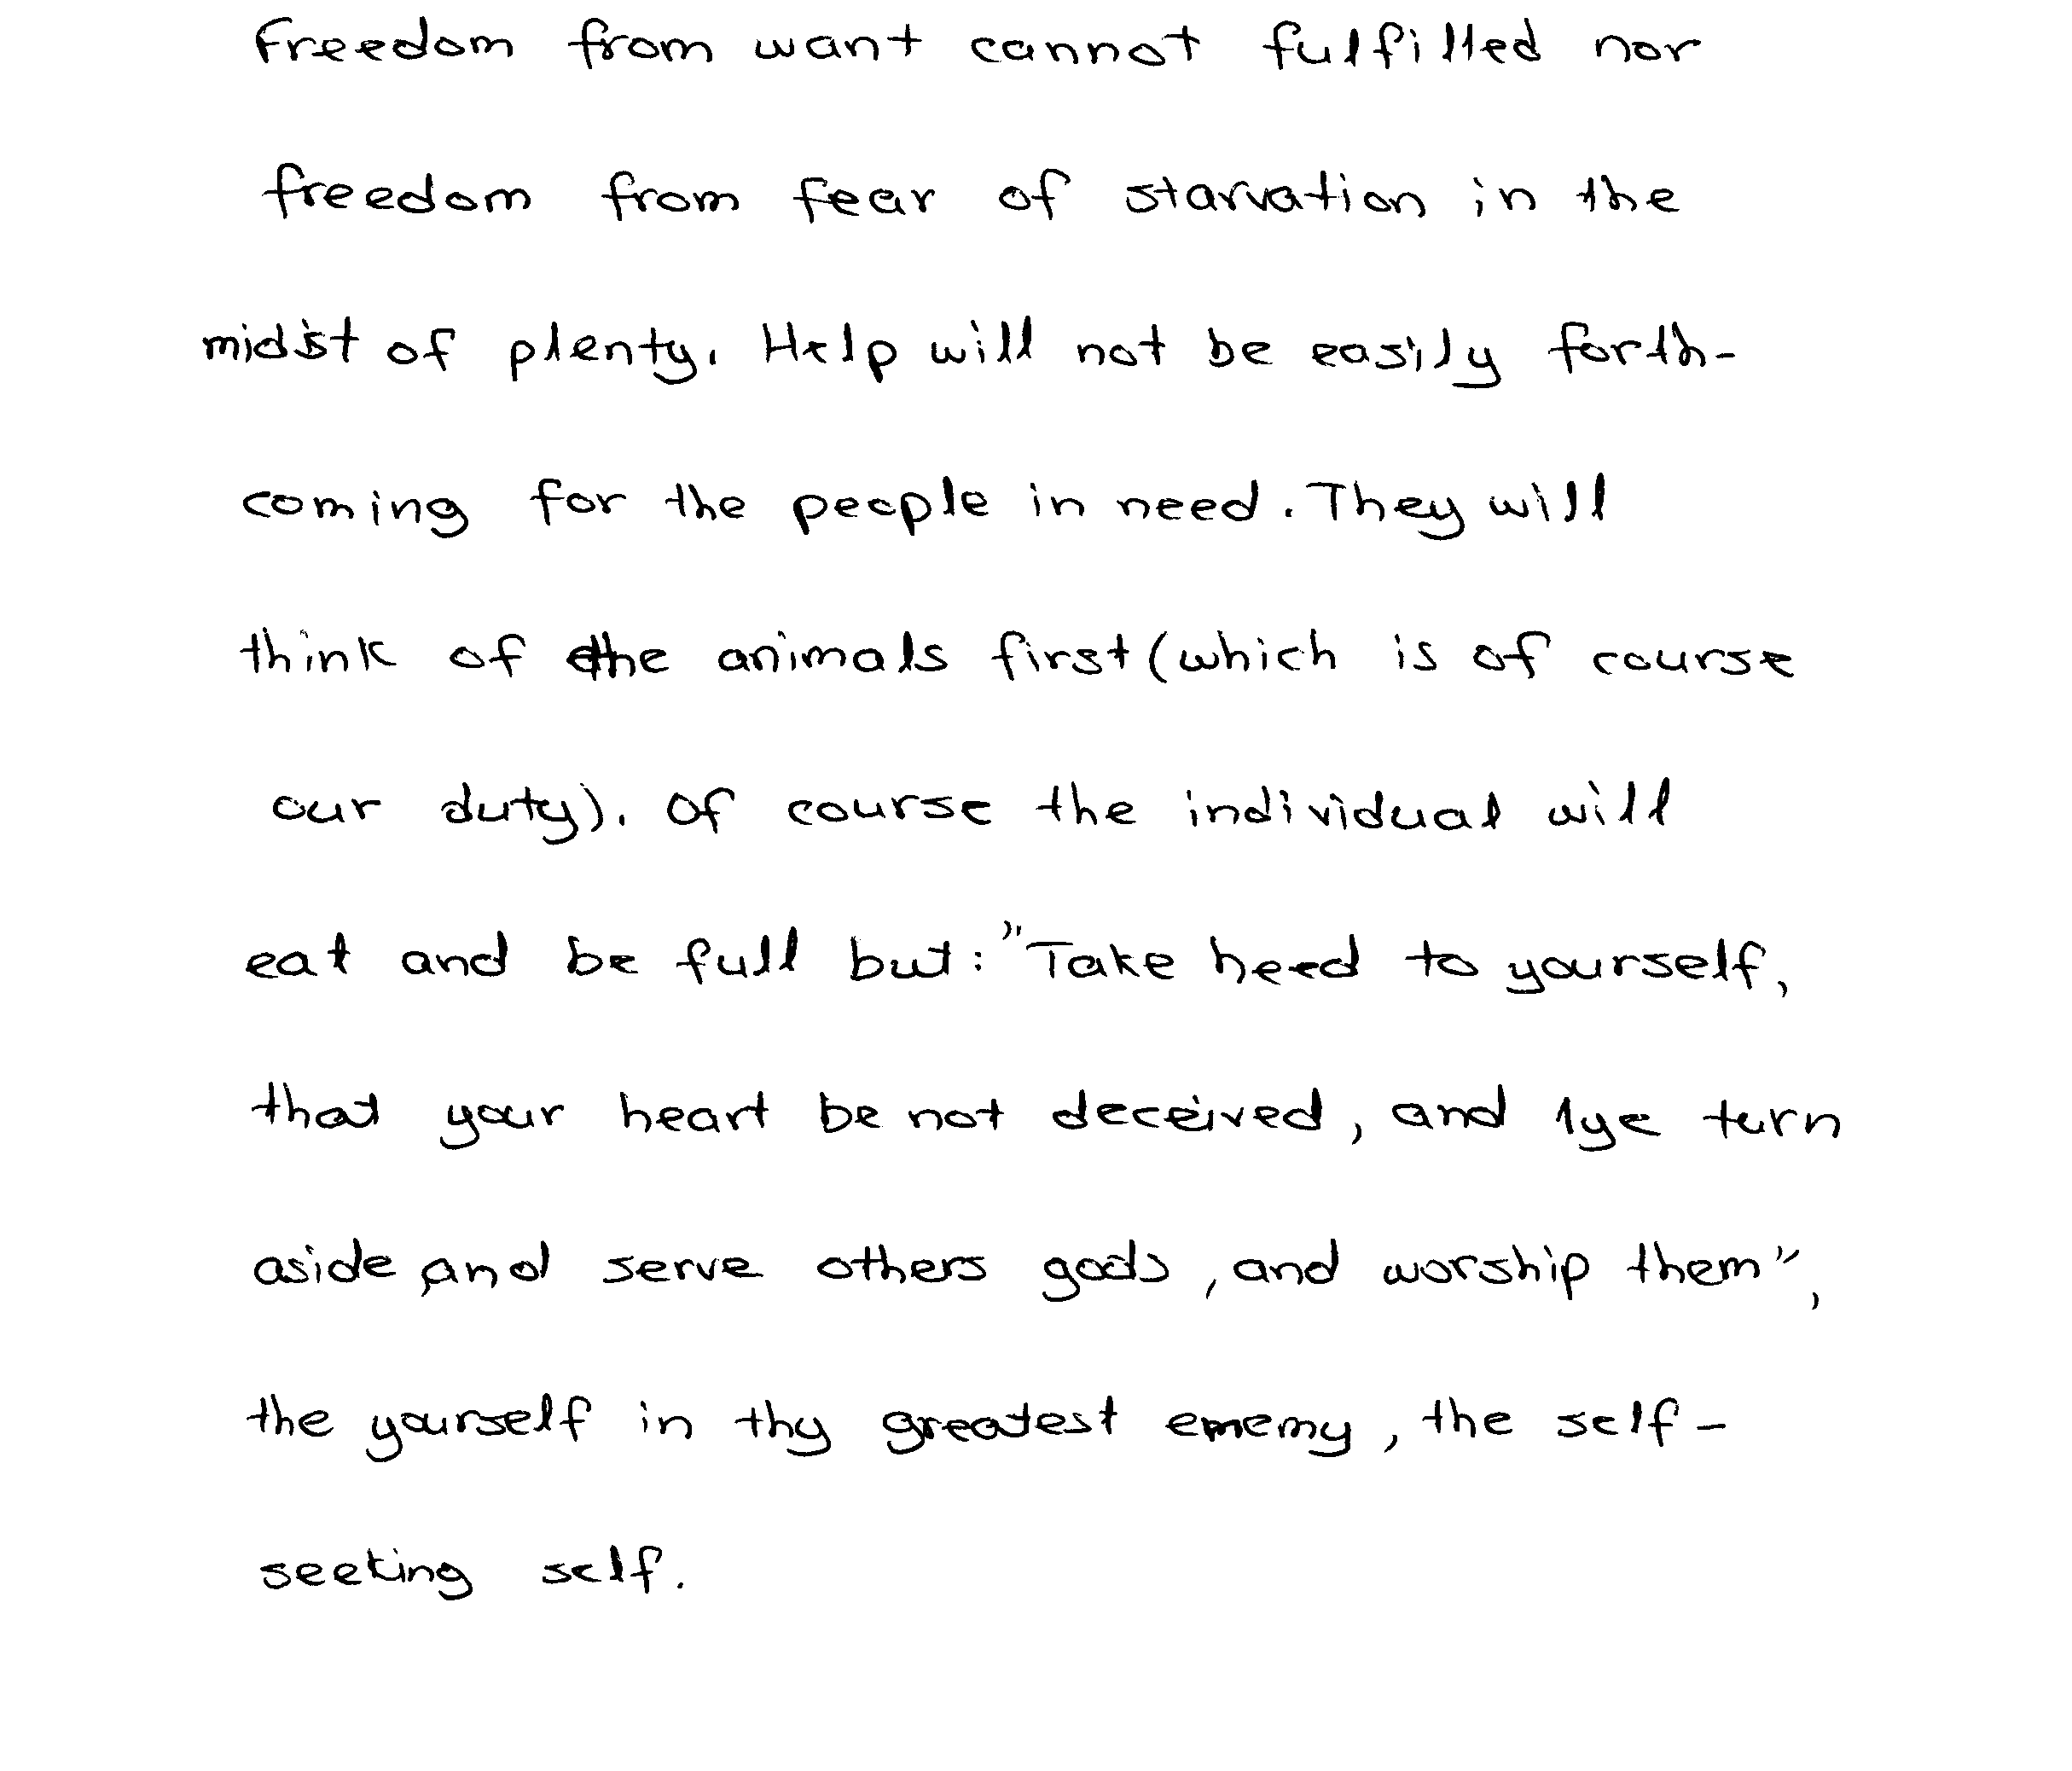 Freedom from want cannot fulfilled nor
freedom from fear of starvation in the
midst of plenty. Help will not be easily forth-
coming for the people in need. They will
think of the animals first (which is of course
our duty). Of course the individual will
eat and be full but: "Take heed to yourself,
that your heart be not deceived, and 1ye turn
aside and serve others gods, and worship them",
the yourself in thy greatest ememy, the self-
seeking self.